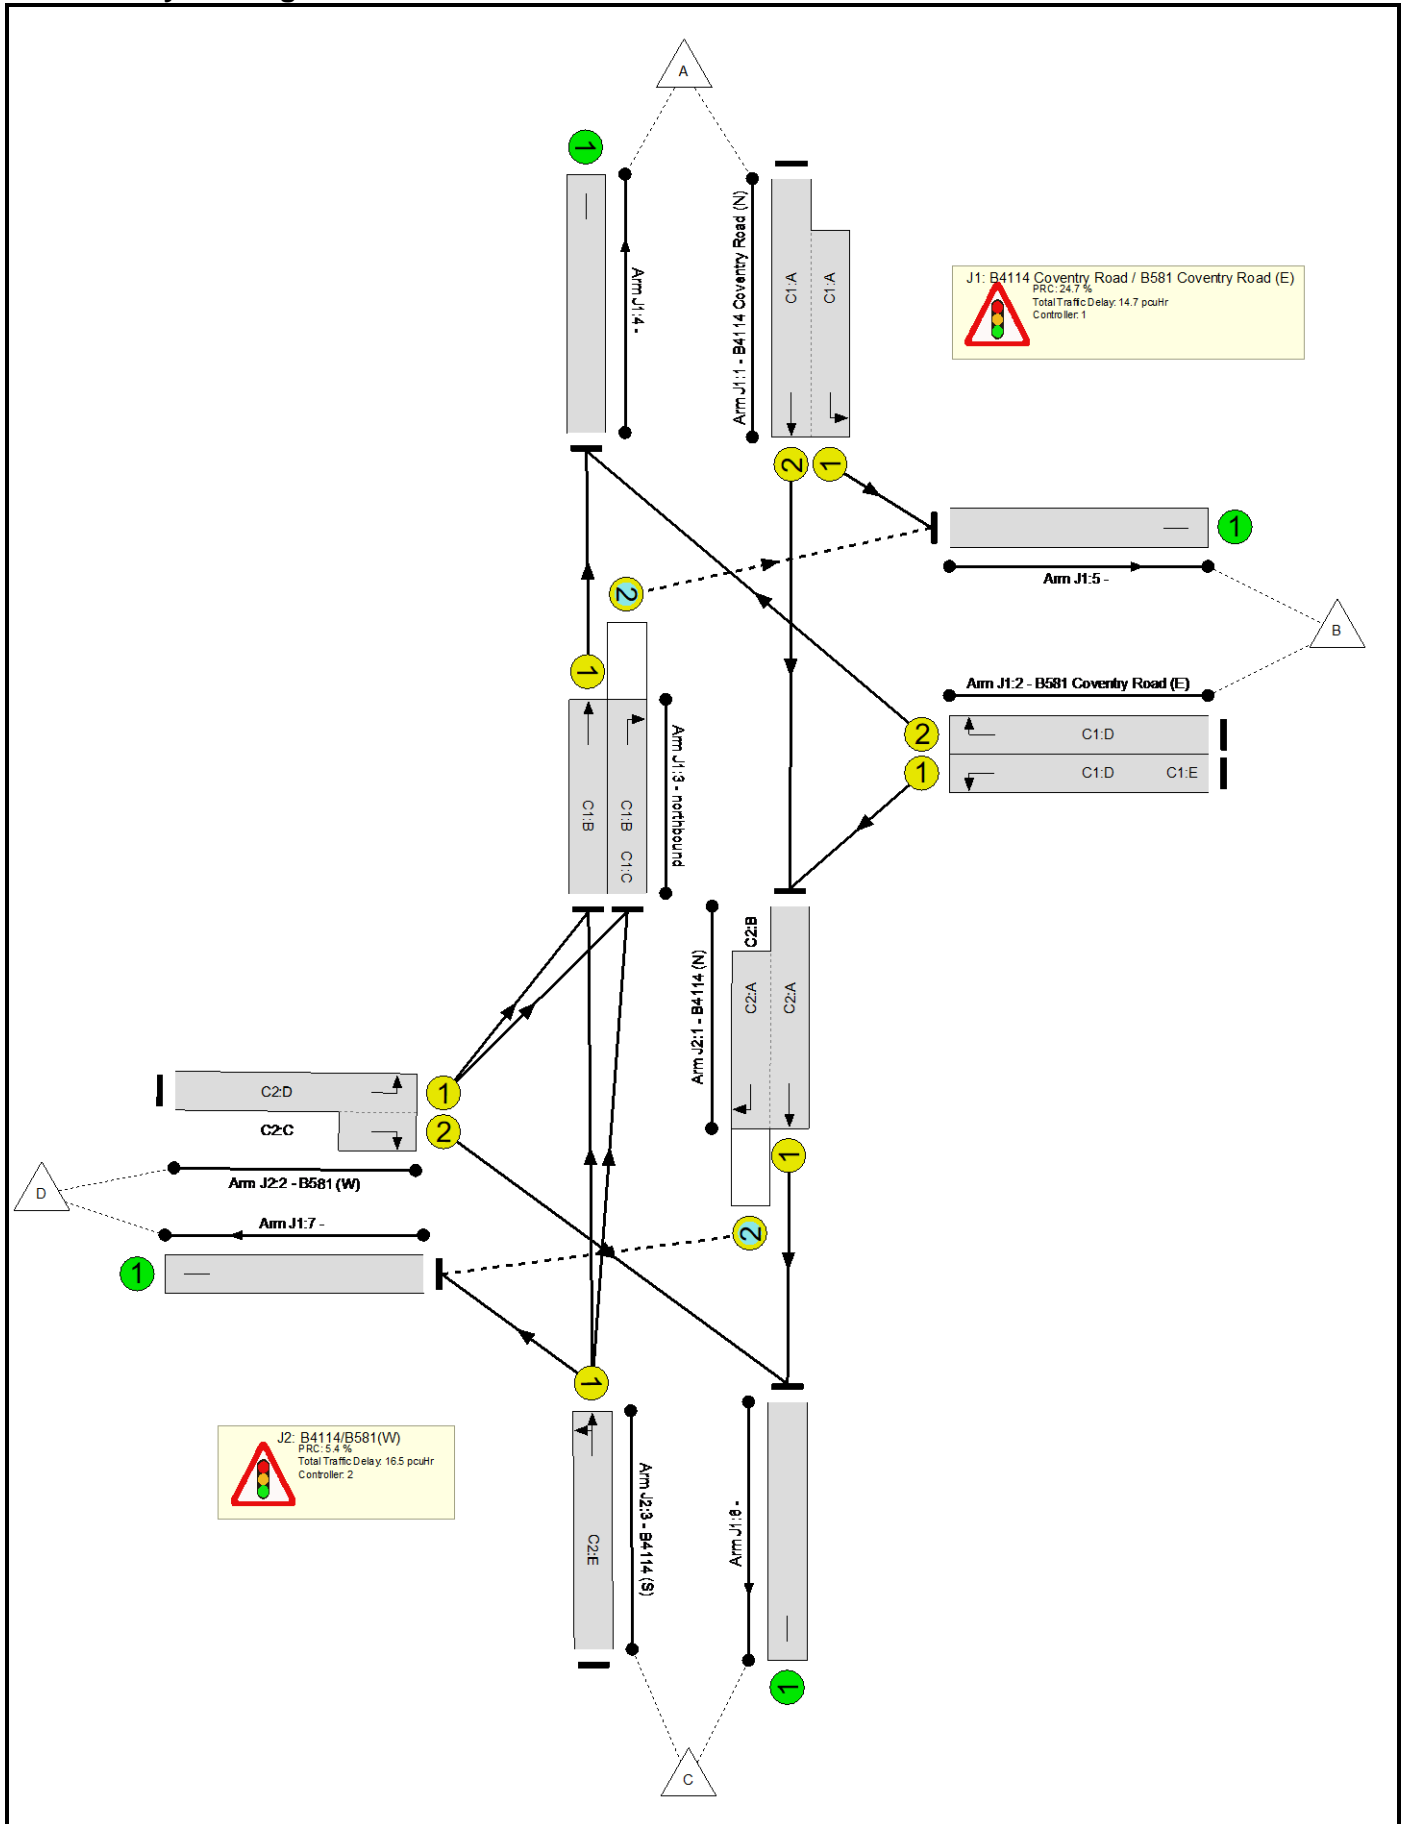 A
1
Arm J1:4 -
Arm J1:1 - B4114 Coventry Road (N)
C1:A
C1:A
J1: B4114 Coventry Road / B581 Coventry Road (E)
PRC: 24.7 %
Total Traffic Delay: 14.7 pcuHr
Controller: 1
2
1
1
Arm J1:5 -
2
B
1
Arm J1:2 - B581 Coventry Road (E)
2
C1:D
1
C1:D
C1:E
C1:B
C1:B
C1:C
Arm J1:3 - northbound
Arm J2:1 - B4114 (N)
C2:B
C2:A
C2:A
C2:D
1
C2:C
2
1
Arm J2:2 - B581 (W)
D
Arm J1:7 -
2
1
1
J2: B4114/B581(W)
PRC: 5.4 %
Total Traffic Delay: 16.5 pcuHr
Controller: 2
C2:E
Arm J2:3 - B4114 (S)
Arm J1:6 -
1
C